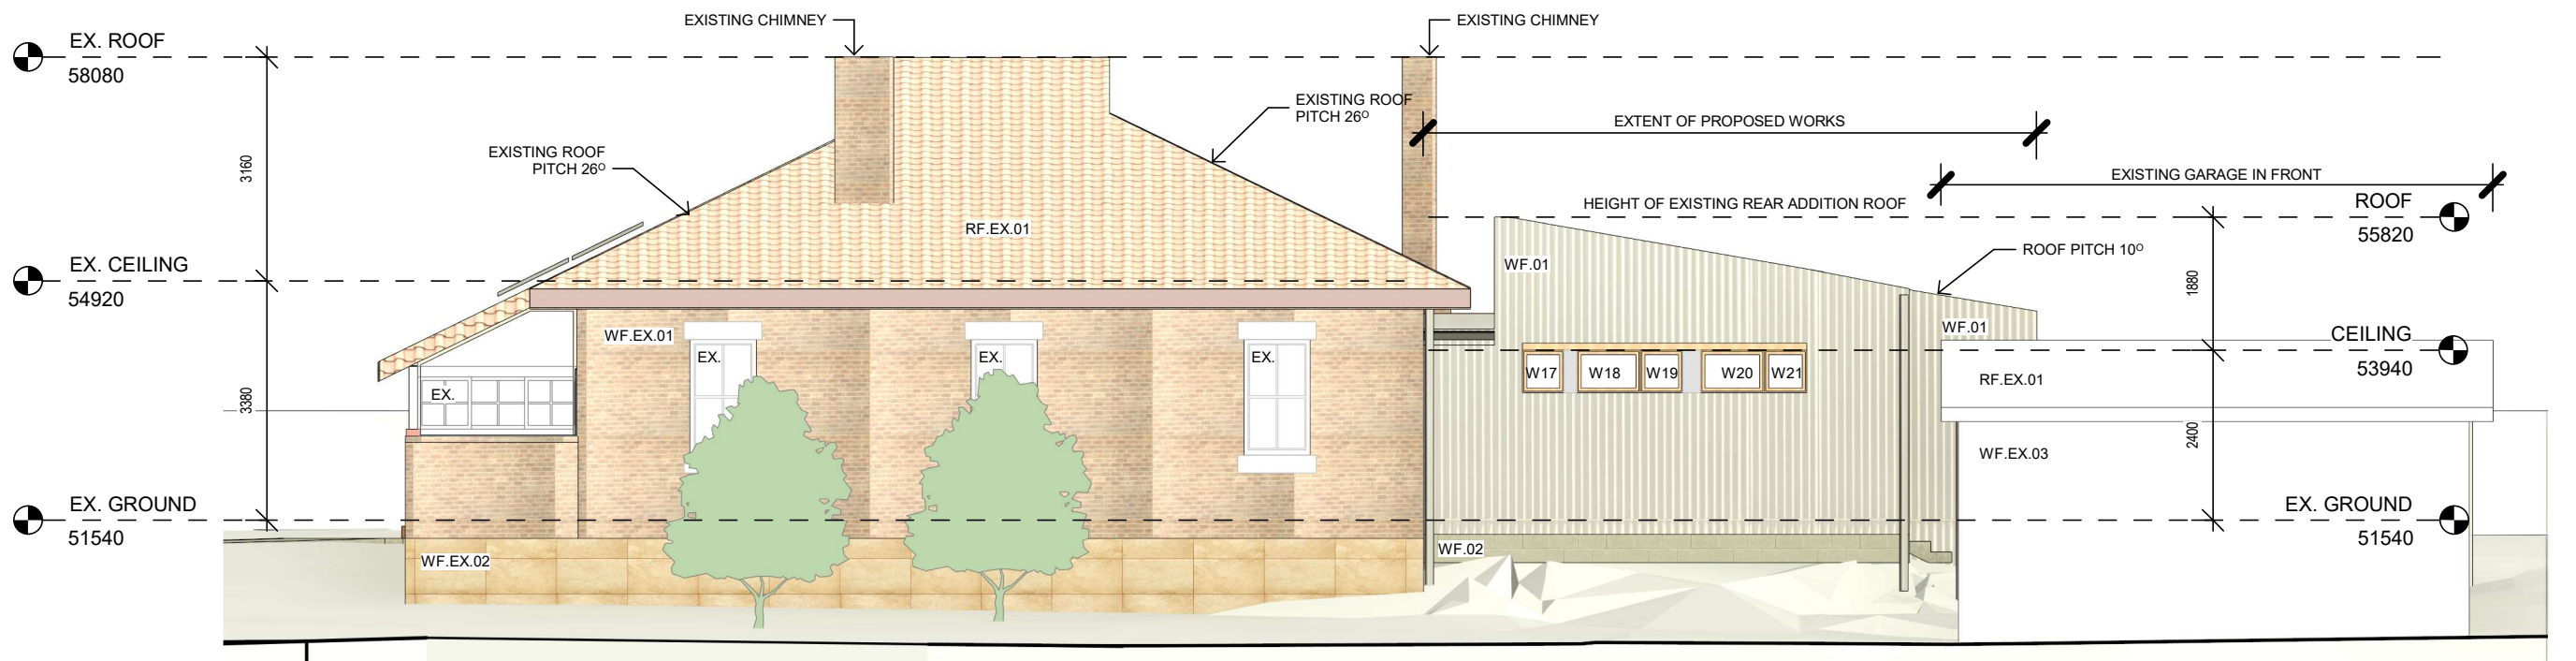 EXISTING CHIMNEY
EXISTING CHIMNEY
EX. ROOF
58080
EXISTING ROOF
PITCH 26O
EXTENT OF PROPOSED WORKS
EXISTING ROOF
PITCH 26O
3160
EXISTING GARAGE IN FRONT
HEIGHT OF EXISTING REAR ADDITION ROOF
ROOF
55820
RF.EX.01
ROOF PITCH 10O
EX. CEILING
54920
WF.01
1880
WF.EX.01
WF.01
CEILING
53940
EX.
EX.
EX.
W17
W18
W19
W20
W21
RF.EX.01
EX.
3380
2400
WF.EX.03
EX. GROUND
51540
EX. GROUND
51540
WF.EX.02
WF.02